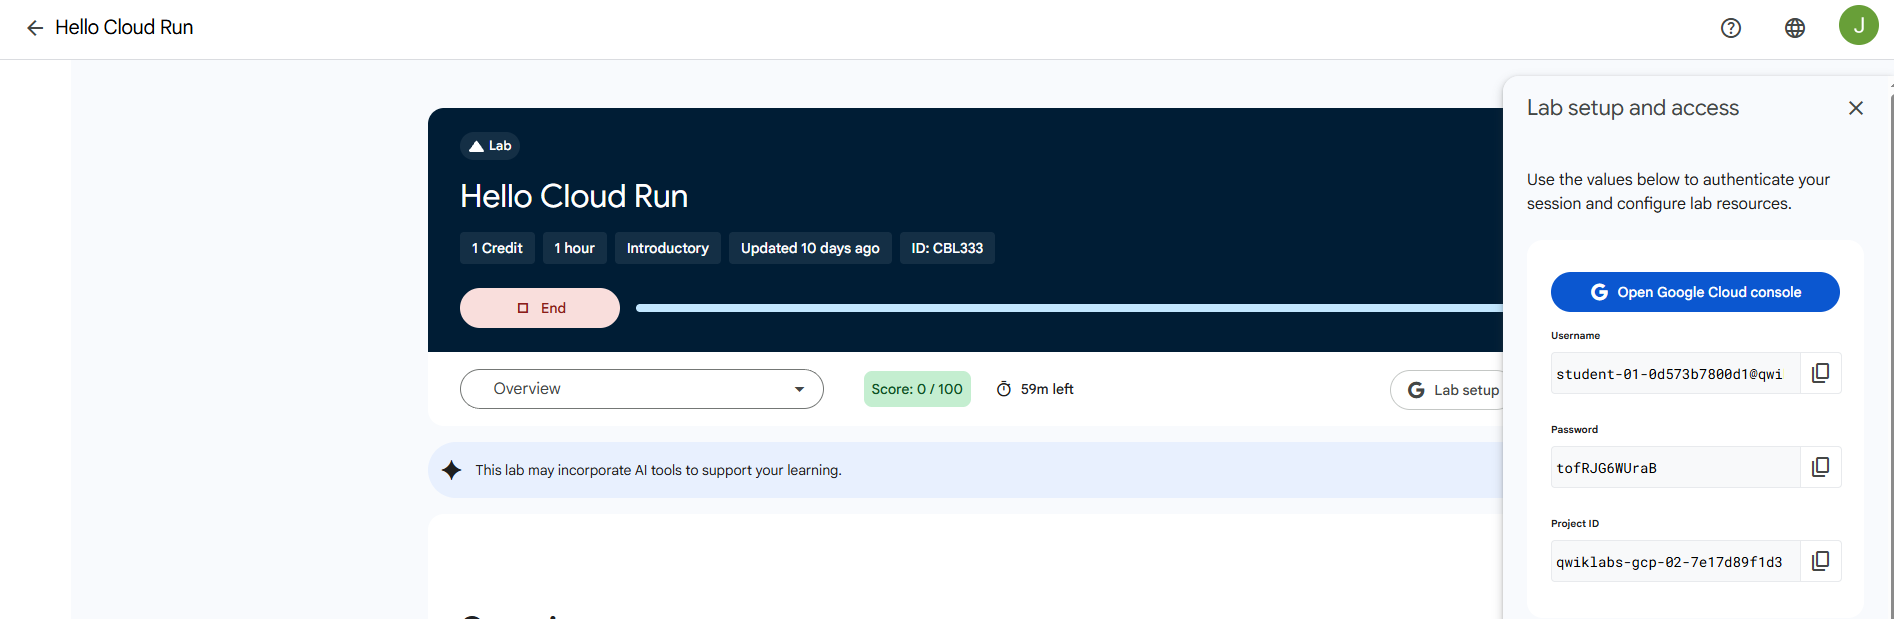 Hello Cloud Run
J
Lab
Hello Cloud Run
1 Credit
1 hour
Introductory
Updated 10 days ago
ID: CBL333
End
Overview
Score: 0 / 100
59m left
Lab setup
This lab may incorporate AI tools to support your learning.
Lab setup and access
Use the values below to authenticate your
session and configure lab resources.
Open Google Cloud console
Username
student-01-0d573b7800d1@qwi
Password
tofRJG6WUraB
Project ID
qwiklabs-gcp-02-7e17d89f1d3